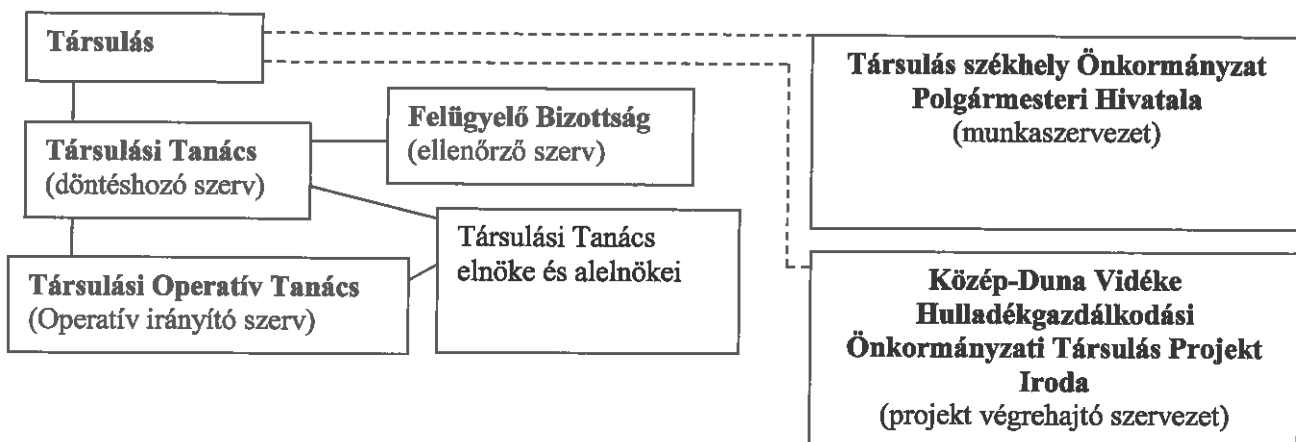 Társulás
Társulási Tanács
(döntéshozó szerv)
Felügyelő Bizottság
(ellenőrző szerv)
Társulási Operatív Tanács
(Operatív irányító szerv)
Társulási Tanács
elnöke és alelnökei
Társulás székhely Önkormányzat
Polgármesteri Hivatala
(munkaszervezet)
Közép-Duna Vidéke
Hulladékgazdálkodási
Önkormányzati Társulás Projekt
Iroda
(projekt végrehajtó szervezet)